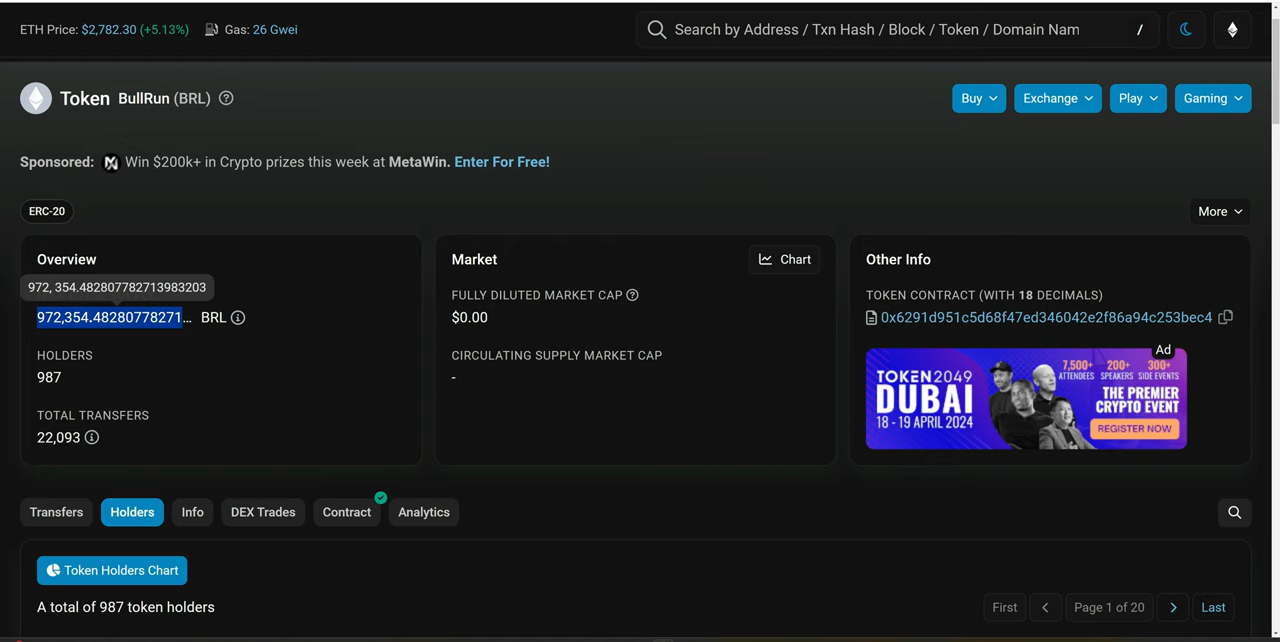 ETH Price: $2,782.30 (+5.13%) Gas: 26 Gwei
Search by Address / Txn Hash / Block / Token / Domain Nam /
Token BullRun (BRL)
Buy Exchange Play Gaming
Sponsored: Win $200k+ in Crypto prizes this week at MetaWin. Enter For Free!
ERC-20
More
Overview
972, 354.482807782713983203
972,354.48280778271... BRL
HOLDERS
987
TOTAL TRANSFERS
22,093
Market
Chart
FULLY DILUTED MARKET CAP
$0.00
CIRCULATING SUPPLY MARKET CAP
-
Other Info
TOKEN CONTRACT (WITH 18 DECIMALS)
0x6291d951c5d68f47ed346042e2f86a94c253bec4
Ad
TOKEN2049
DUBAI
18 - 19 APRIL 2024
7,500+ 200+ 300+
ATTENDEES SPEAKERS SIDE EVENTS
THE PREMIER
CRYPTO EVENT
REGISTER NOW
Transfers Holders Info DEX Trades Contract Analytics
Token Holders Chart
A total of 987 token holders
First Page 1 of 20 Last